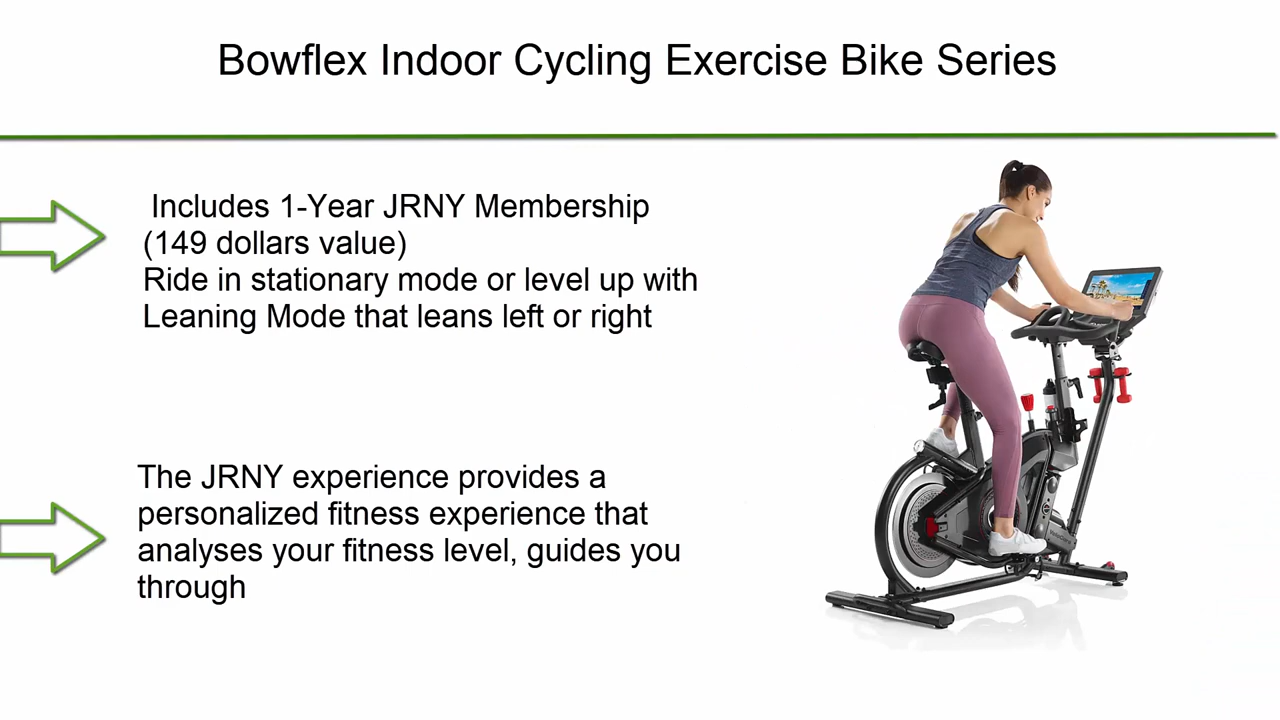 Bowflex Indoor Cycling Exercise Bike Series
Includes 1-Year JRNY Membership
(149 dollars value)
Ride in stationary mode or level up with
Leaning Mode that leans left or right
The JRNY experience provides a
personalized fitness experience that
analyses your fitness level, guides you
through